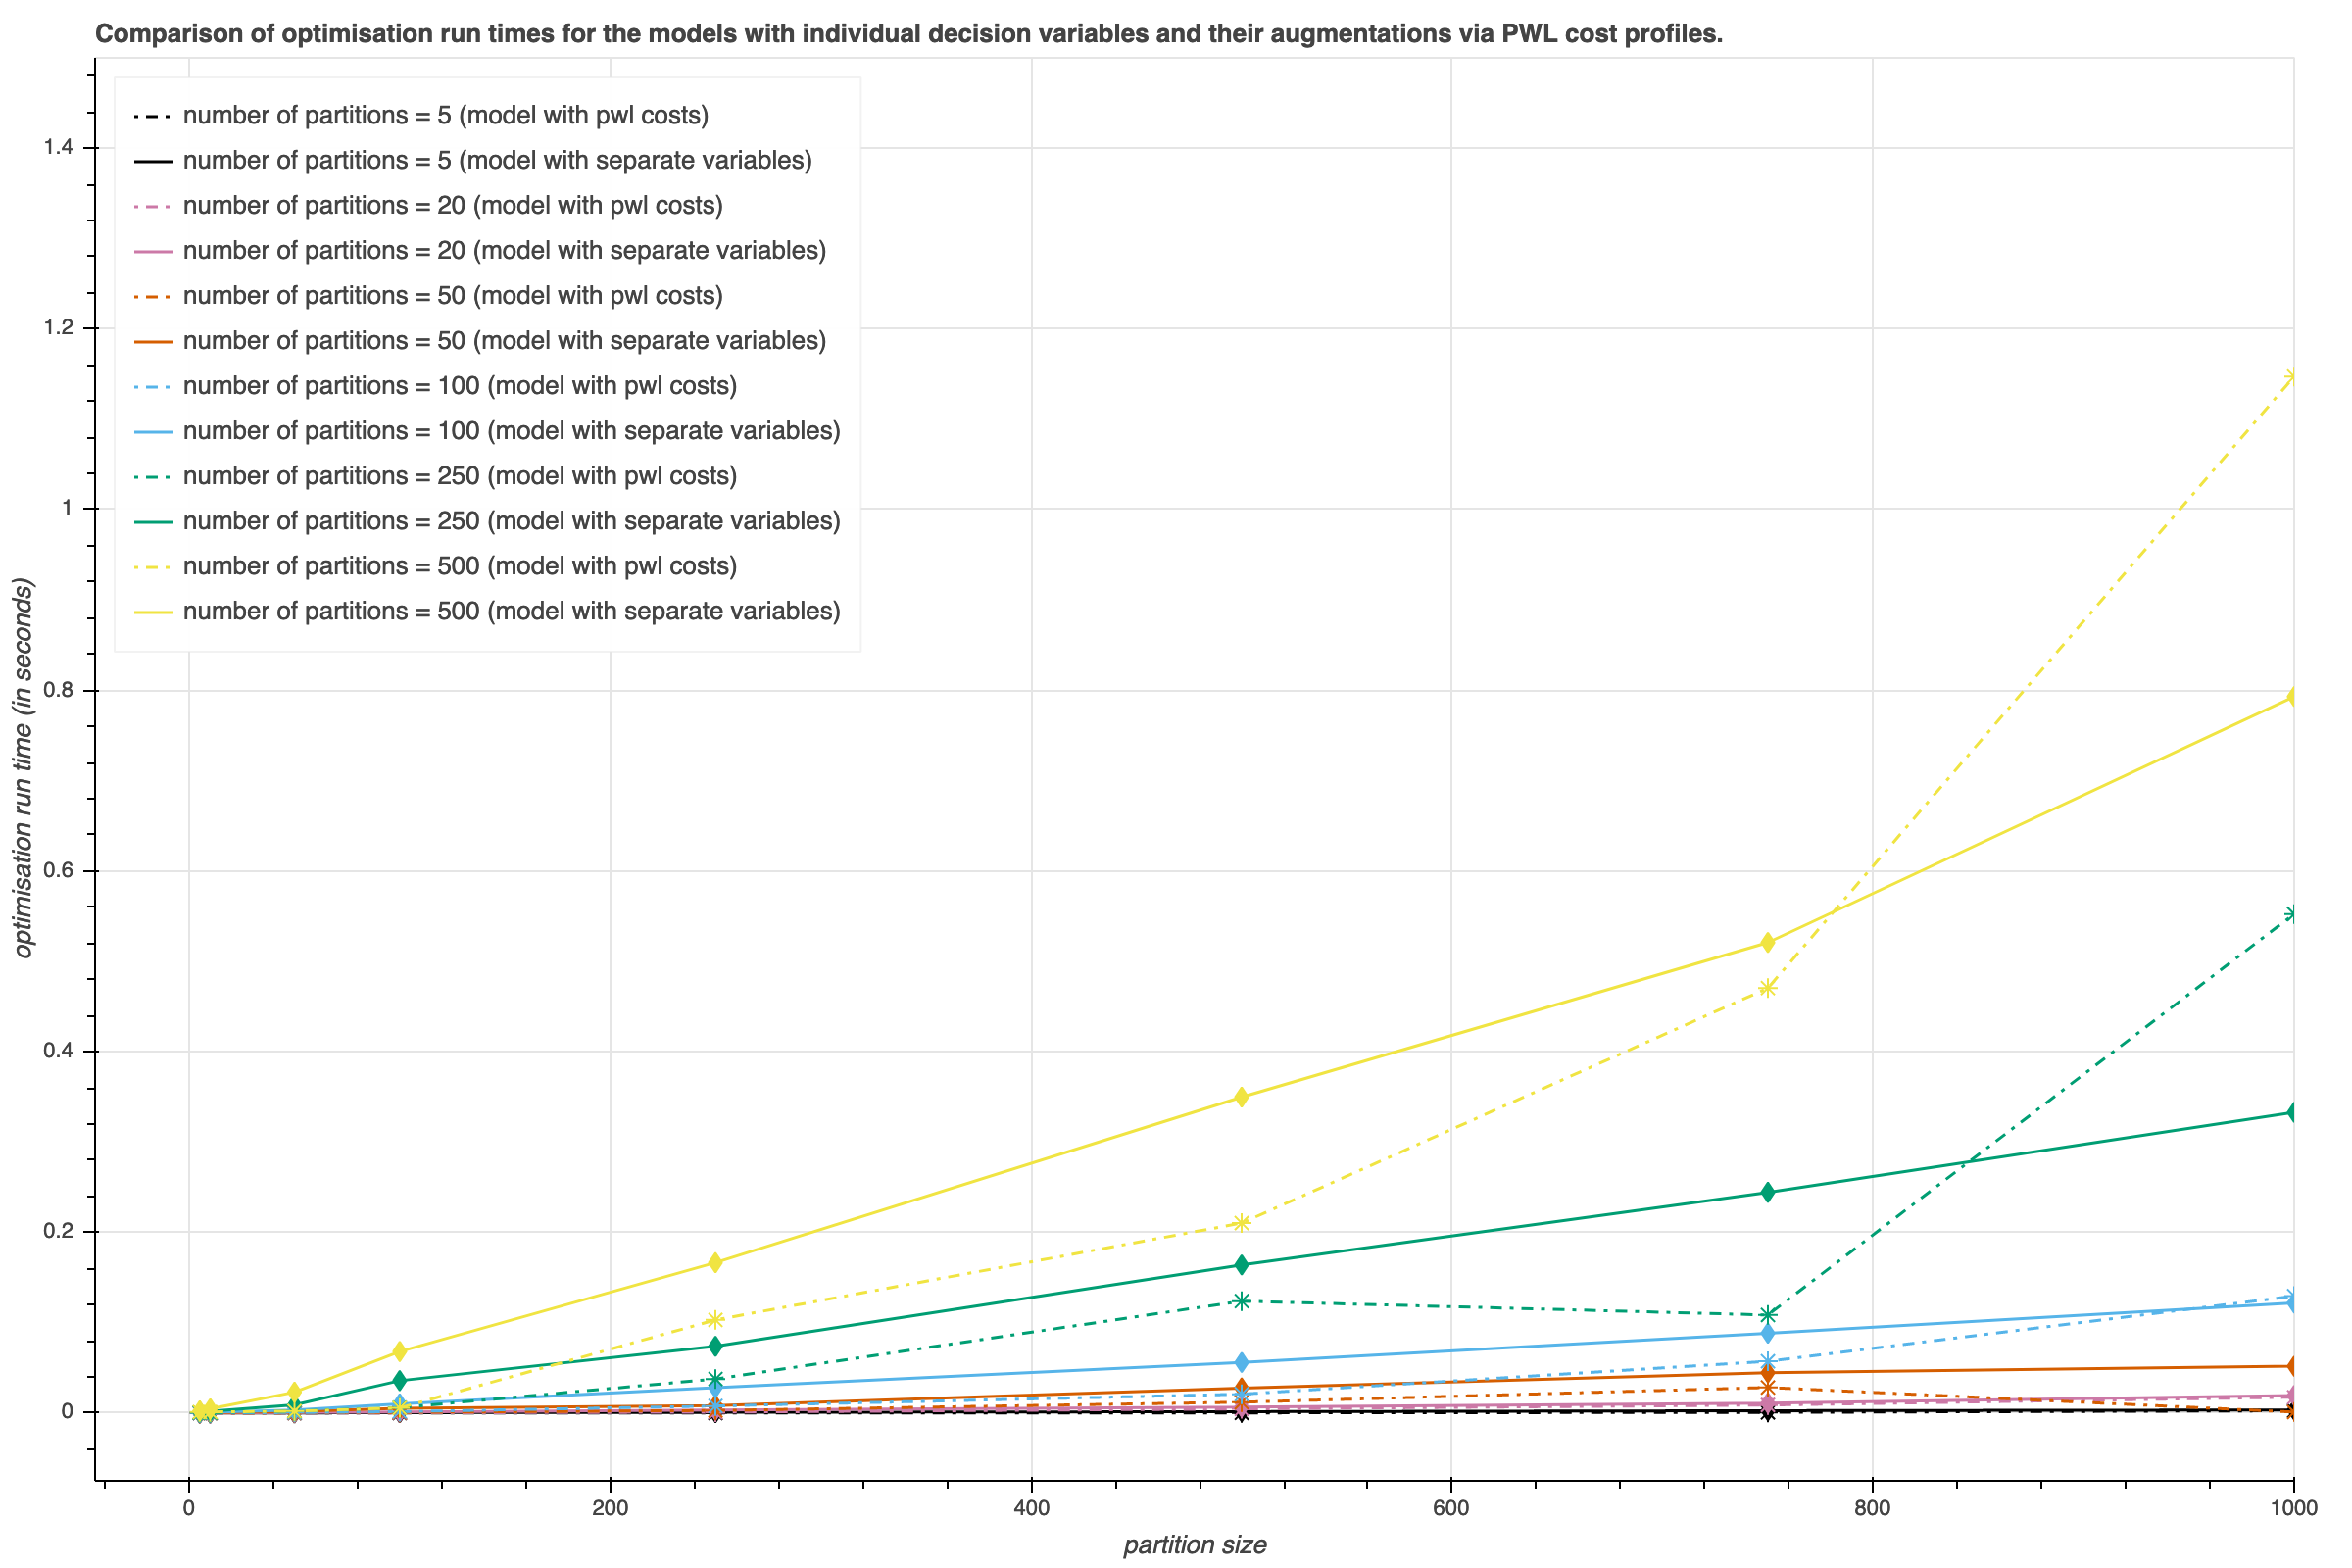 Comparison of optimisation run times for the models with individual decision variables and their augmentations via PWL cost profiles.
number of partitions = 5 (model with pwl costs)
number of partitions = 5 (model with separate variables)
number of partitions = 20 (model with pwl costs)
number of partitions = 20 (model with separate variables)
number of partitions = 50 (model with pwl costs)
number of partitions = 50 (model with separate variables)
number of partitions = 100 (model with pwl costs)
number of partitions = 100 (model with separate variables)
number of partitions = 250 (model with pwl costs)
number of partitions = 250 (model with separate variables)
number of partitions = 500 (model with pwl costs)
number of partitions = 500 (model with separate variables)
optimisation run time (in seconds)
1.4
1.2
1
0.8
0.6
0.4
0.2
0
0 200 400 600 800 1000
partition size